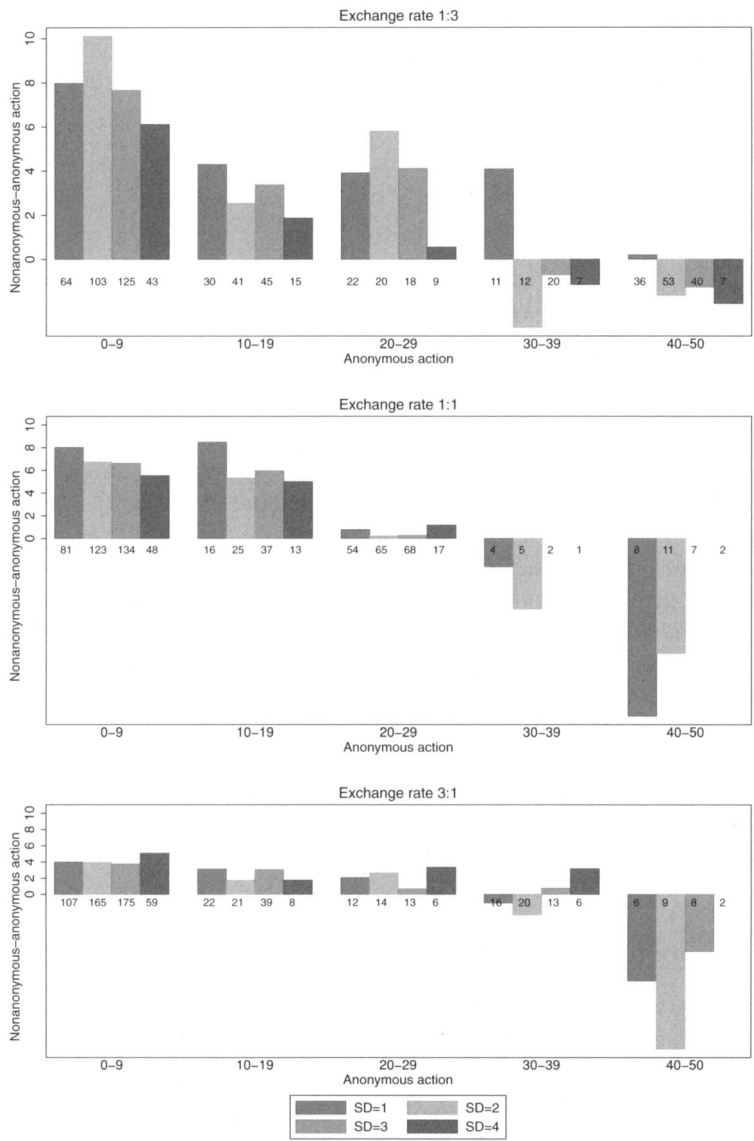 Exchange rate 1:3
Nonanonymous–anonymous action
10
8
6
4
2
0
64 103 125 43 30 41 45 15 22 20 18 9 11 12 20 7 36 53 40 7
0–9 10–19 20–29 30–39 40–50
Anonymous action
Exchange rate 1:1
Nonanonymous–anonymous action
10
8
6
4
2
0
81 123 134 48 16 25 37 13 54 65 68 17 4 5 2 1 8 11 7 2
0–9 10–19 20–29 30–39 40–50
Anonymous action
Exchange rate 3:1
Nonanonymous–anonymous action
10
8
6
4
2
0
107 165 175 59 22 21 39 8 12 14 13 6 16 20 13 6 6 9 8 2
0–9 10–19 20–29 30–39 40–50
Anonymous action
SD=1 SD=2
SD=3 SD=4